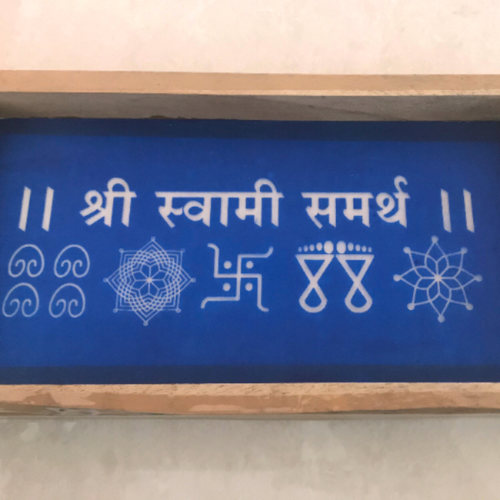 || श्री स्वामी समर्थ ||